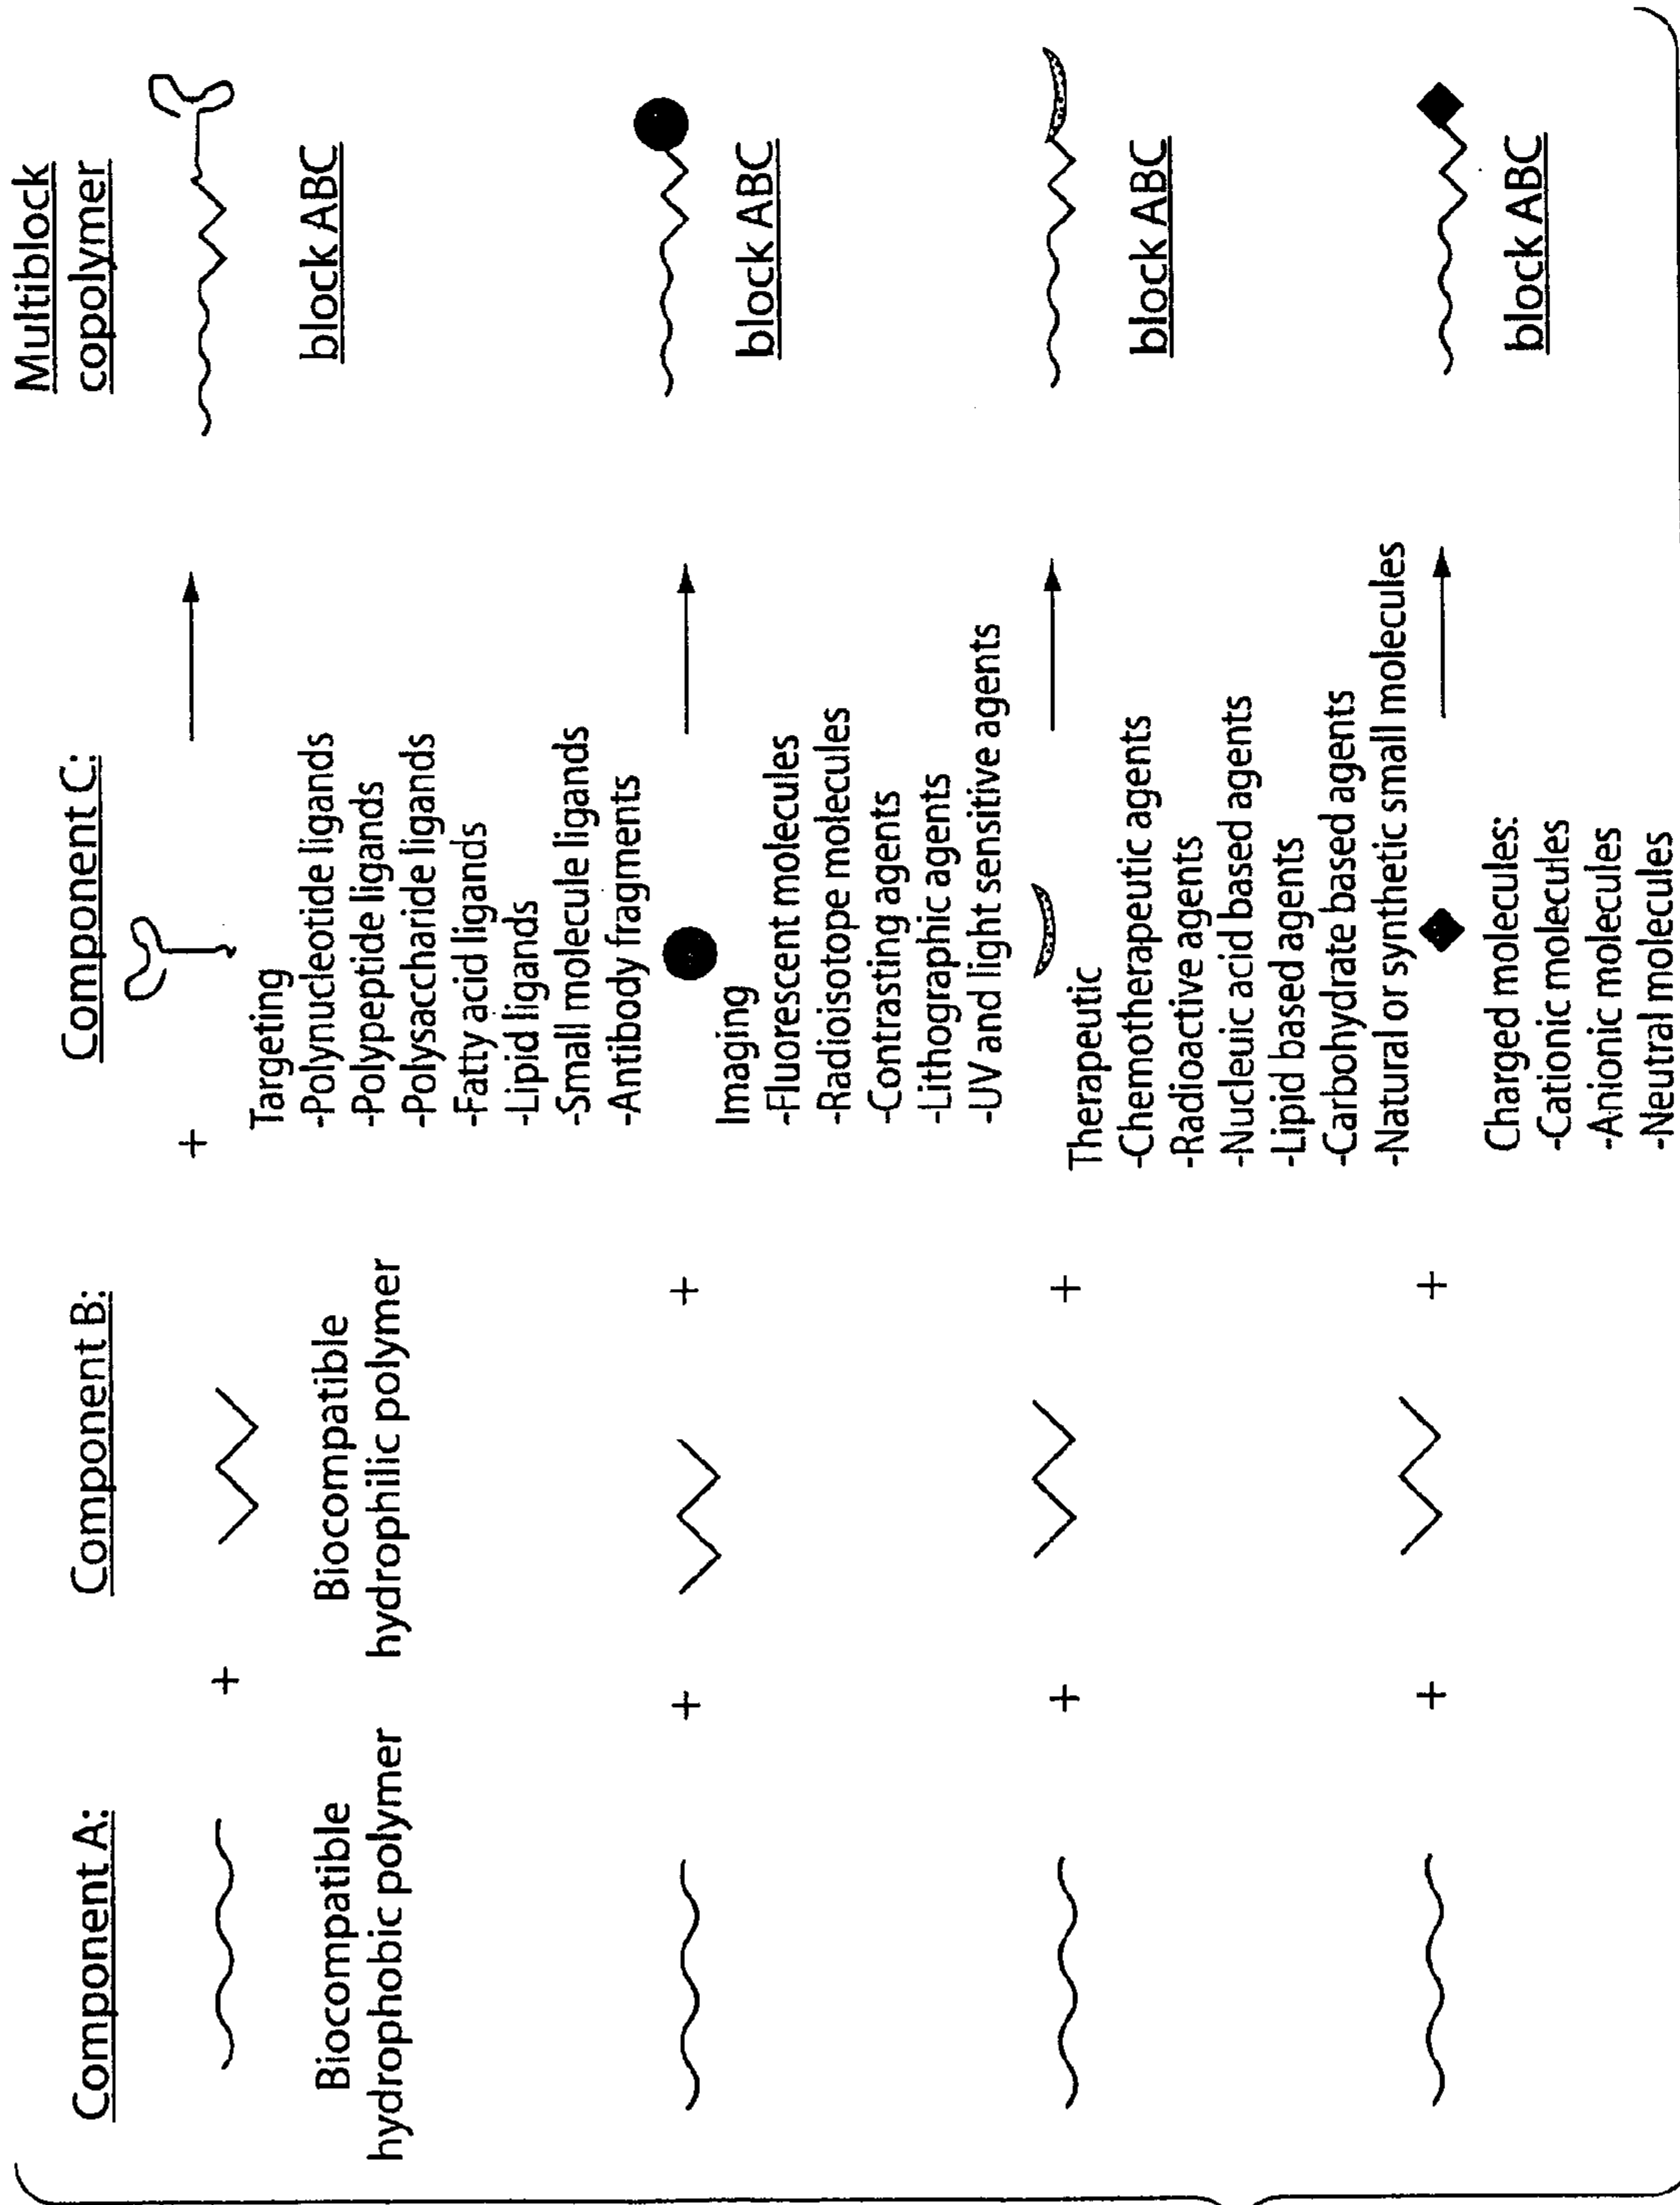 Component A:
Biocompatible
hydrophobic polymer
+
+
+
+
Component B:
Biocompatible
hydrophilic polymer
+
+
+
+
Component C:
Targeting
-Polynucleotide ligands
-Polypeptide ligands
-Polysaccharide ligands
-Fatty acid ligands
-Lipid ligands
-Small molecule ligands
-Antibody fragments
Imaging
-Fluorescent molecules
-Radioisotope molecules
-Contrasting agents
-Lithographic agents
-UV and light sensitive agents
Therapeutic
-Chemotherapeutic agents
-Radioactive agents
-Nucleuic acid based agents
-Lipid based agents
-Carbohydrate based agents
-Natural or synthetic small molecules
Charged molecules:
-Cationic molecules
-Anionic molecules
-Neutral molecules
Multiblock
copolymer
block ABC
block ABC
block ABC
block ABC